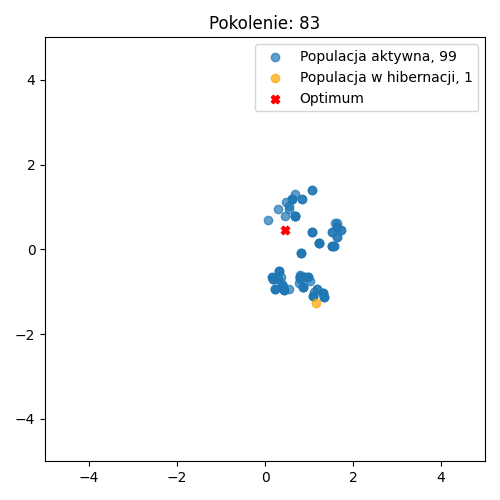 Pokolenie: 83
Populacja aktywna, 99
Populacja w hibernacji, 1
Optimum
4
2
0
−2
−4
−4
−2
0
2
4